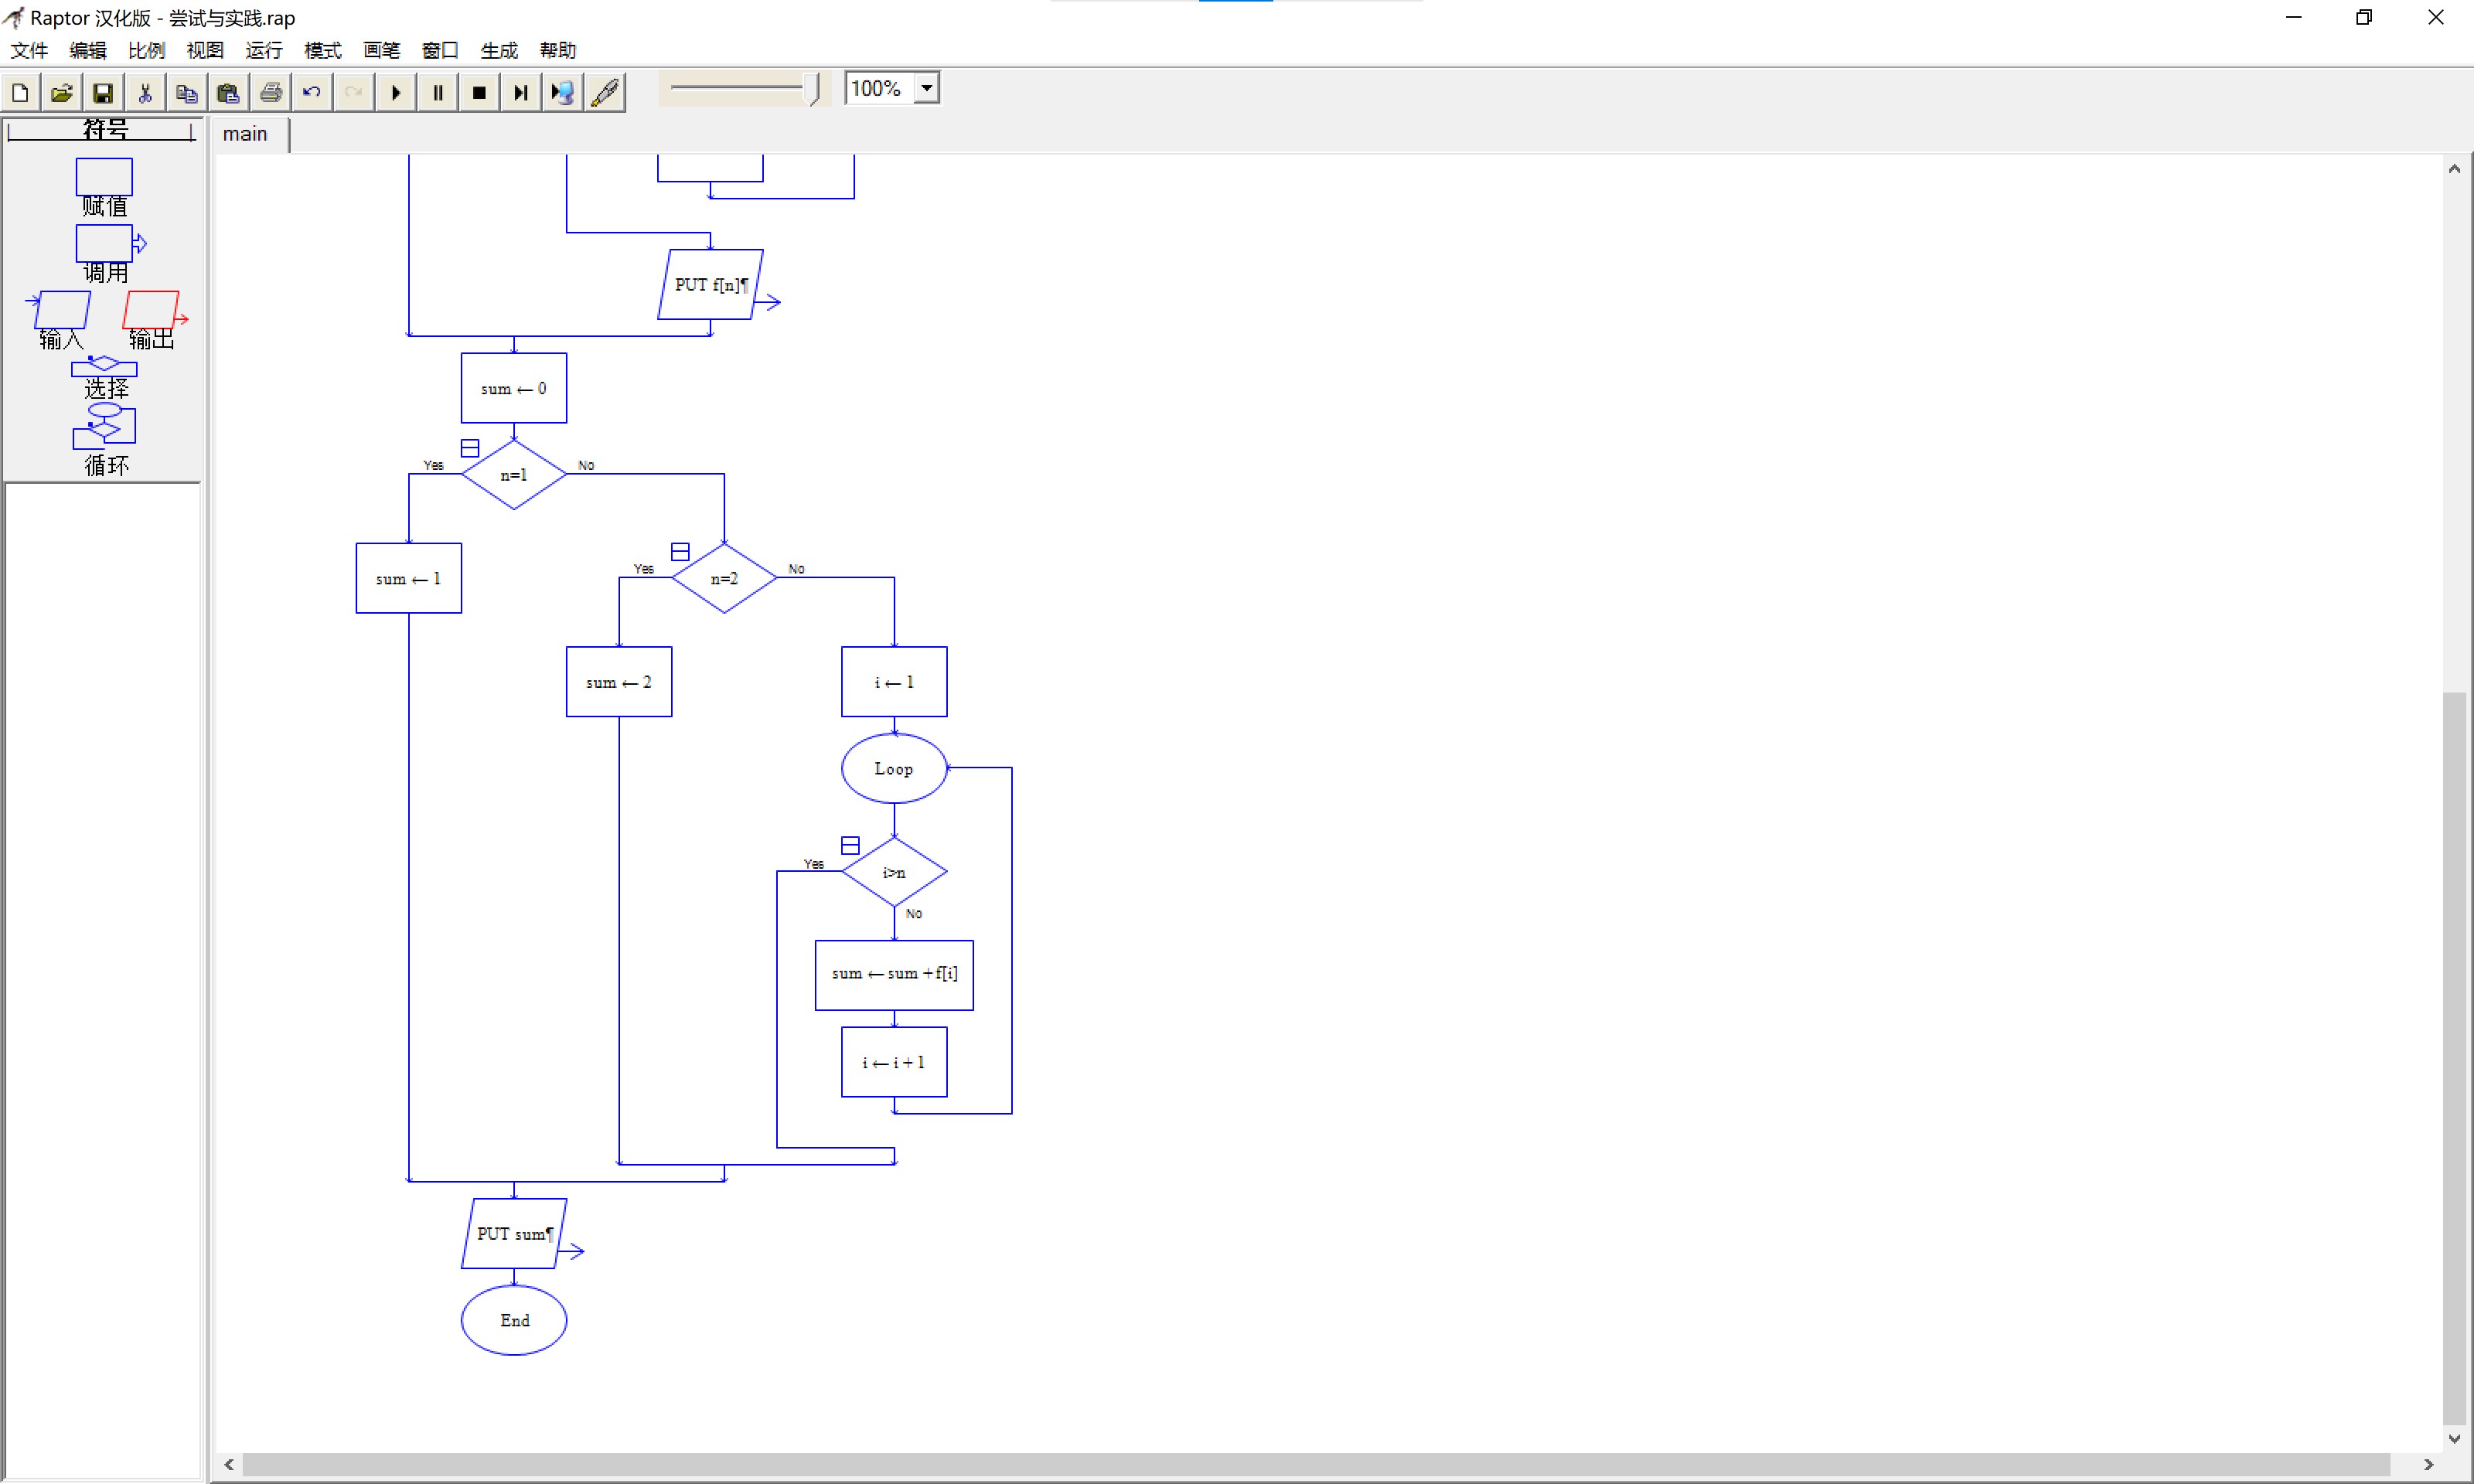 Raptor 汉化版 - 尝试与实践.rap
文件 编辑 比例 视图 运行 模式 画笔 窗口 生成 帮助
100%
符号
main
赋值
调用
输入 输出
选择
循环
PUT f[n]¶
sum ← 0
Yes
n=1
No
sum ← 1
Yes
n=2
No
sum ← 2
i ← 1
Loop
Yes
i>n
No
sum ← sum + f[i]
i ← i + 1
PUT sum¶
End